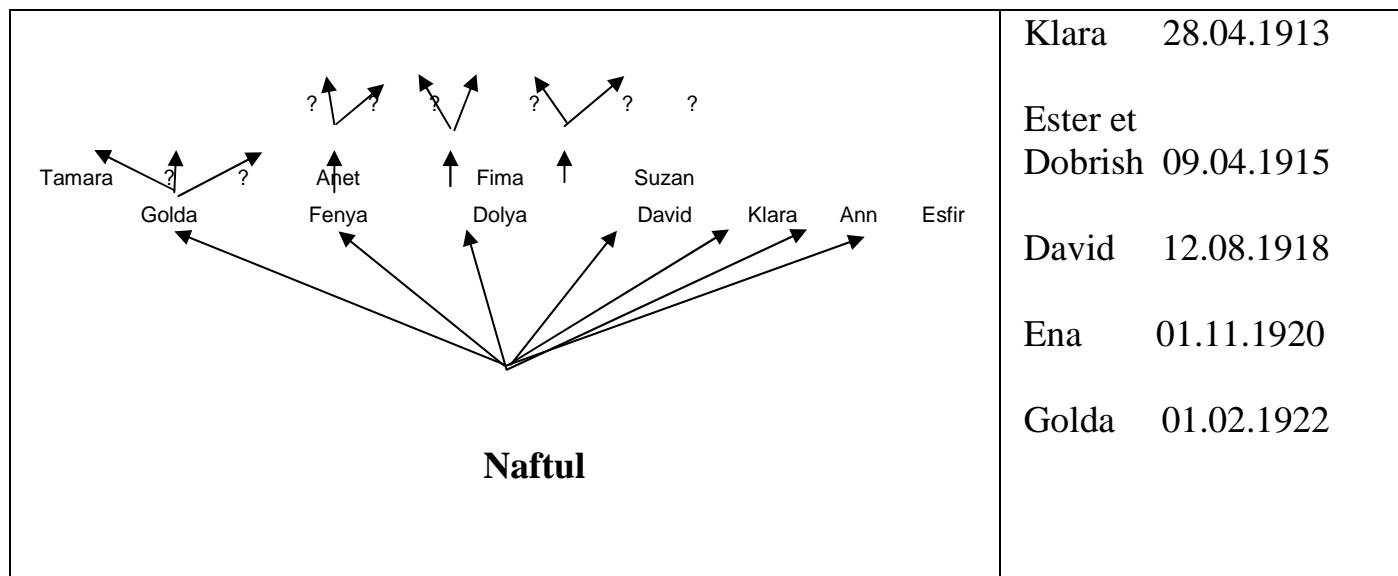 ? ? ? ? ? ?
Tamara ? ? Anet Fima Suzan
Golda Fenya Dolya David Klara Ann Esfir
Naftul
Klara 28.04.1913
Ester et
Dobrish 09.04.1915
David 12.08.1918
Ena 01.11.1920
Golda 01.02.1922